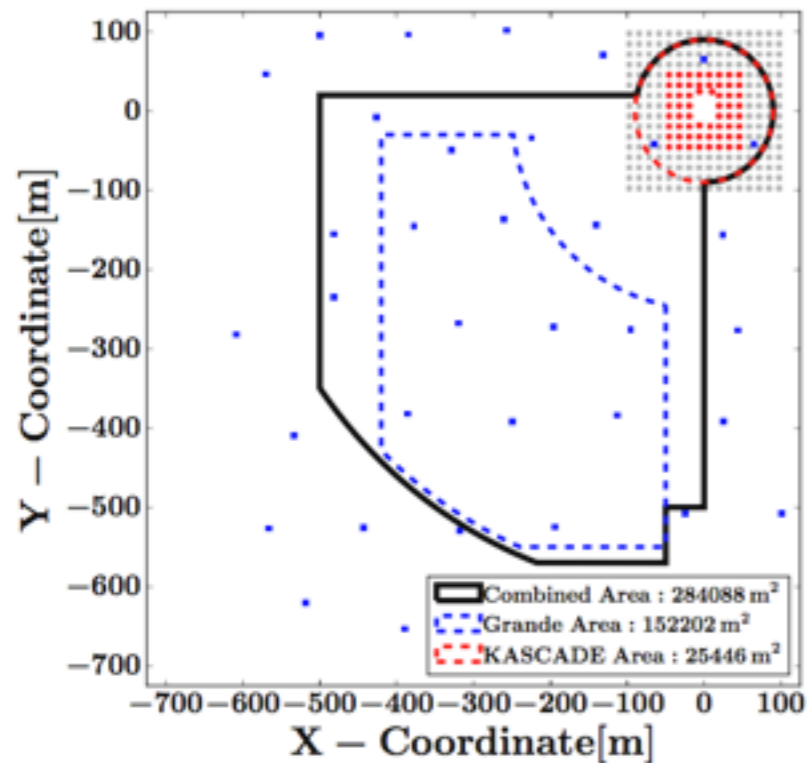 100
0
−100
−200
−300
−400
−500
−600
−700
Y − Coordinate[m]
Combined Area : 284088 m²
Grande Area : 152202 m²
KASCADE Area : 25446 m²
−700 −600 −500 −400 −300 −200 −100 0 100
X − Coordinate[m]